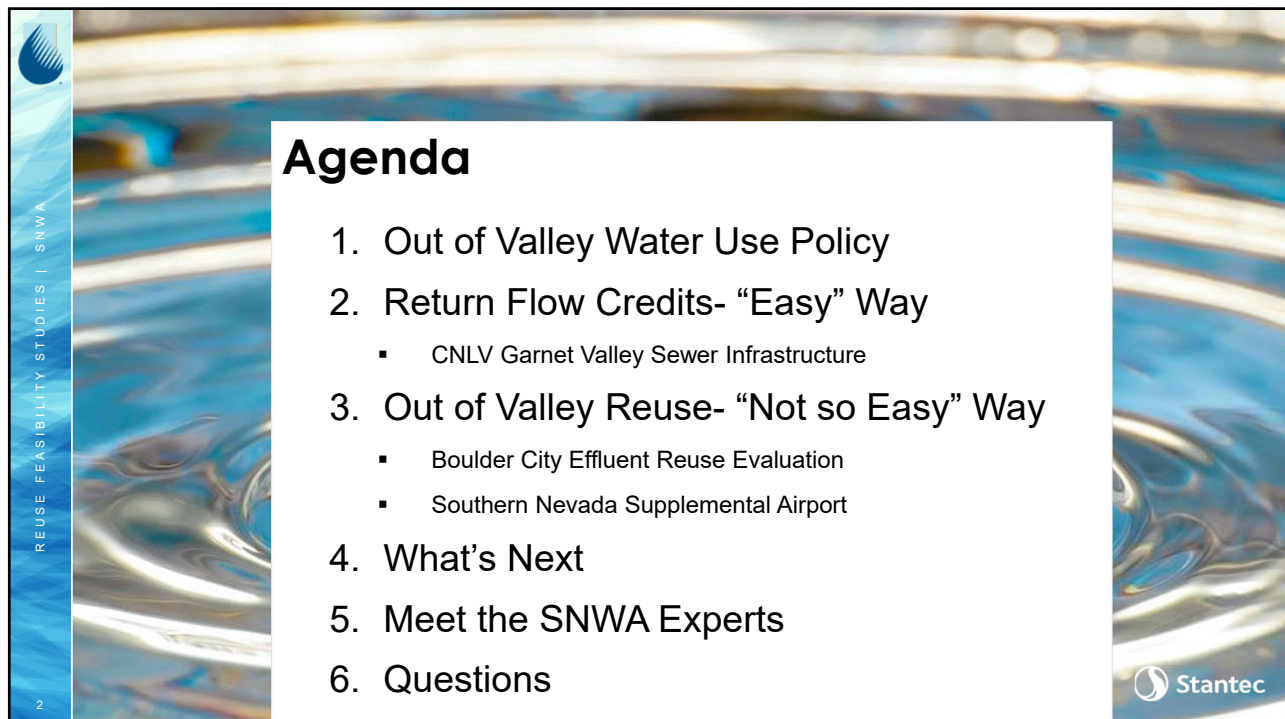 REUSE FEASIBILITY STUDIES | SNWA
2
Agenda
1. Out of Valley Water Use Policy
2. Return Flow Credits- “Easy” Way
▪ CNLV Garnet Valley Sewer Infrastructure
3. Out of Valley Reuse- “Not so Easy” Way
▪ Boulder City Effluent Reuse Evaluation
▪ Southern Nevada Supplemental Airport
4. What’s Next
5. Meet the SNWA Experts
6. Questions
Stantec